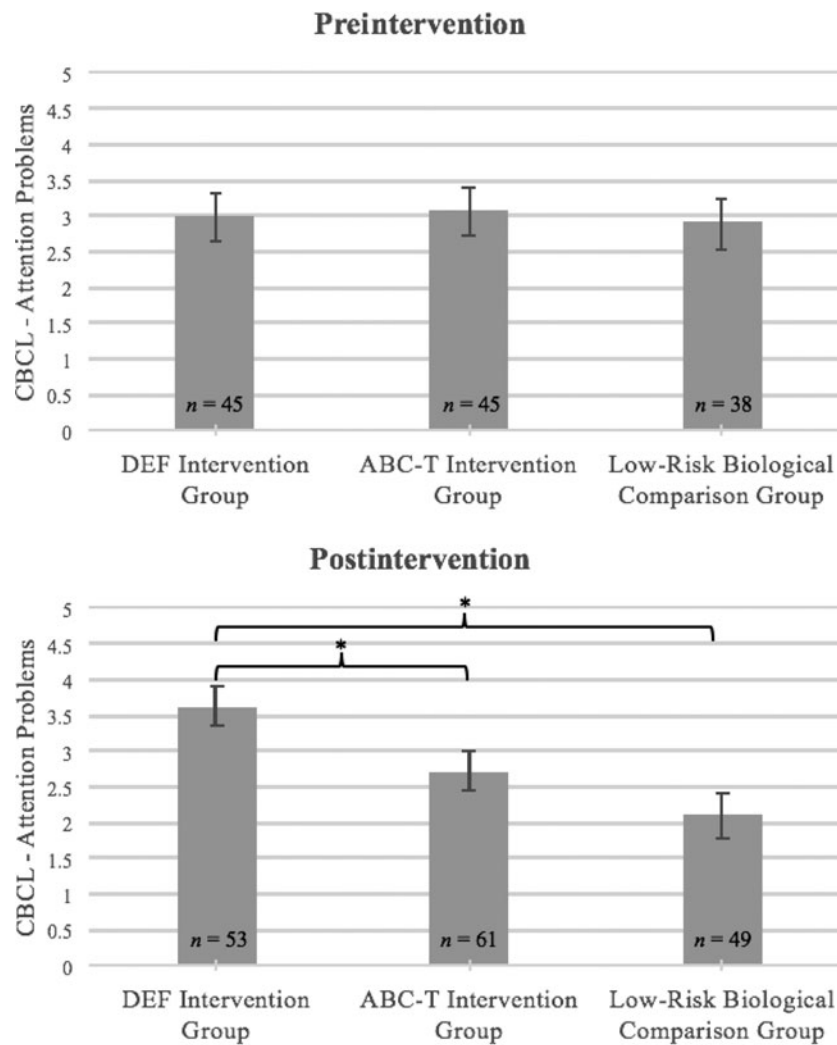 Preintervention
CBCL - Attention Problems
5
4.5
4
3.5
3
2.5
2
1.5
1
0.5
0
n = 45
n = 45
n = 38
DEF Intervention
Group
ABC-T Intervention
Group
Low-Risk Biological
Comparison Group
Postintervention
CBCL - Attention Problems
5
4.5
4
3.5
3
2.5
2
1.5
1
0.5
0
*
*
n = 53
n = 61
n = 49
DEF Intervention
Group
ABC-T Intervention
Group
Low-Risk Biological
Comparison Group